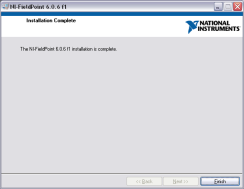 NI-FieldPoint 6.0.6 f1
Installation Complete
NATIONAL
INSTRUMENTS
The NI-FieldPoint 6.0.6 f1 installation is complete.
<< Back
Next >>
Finish